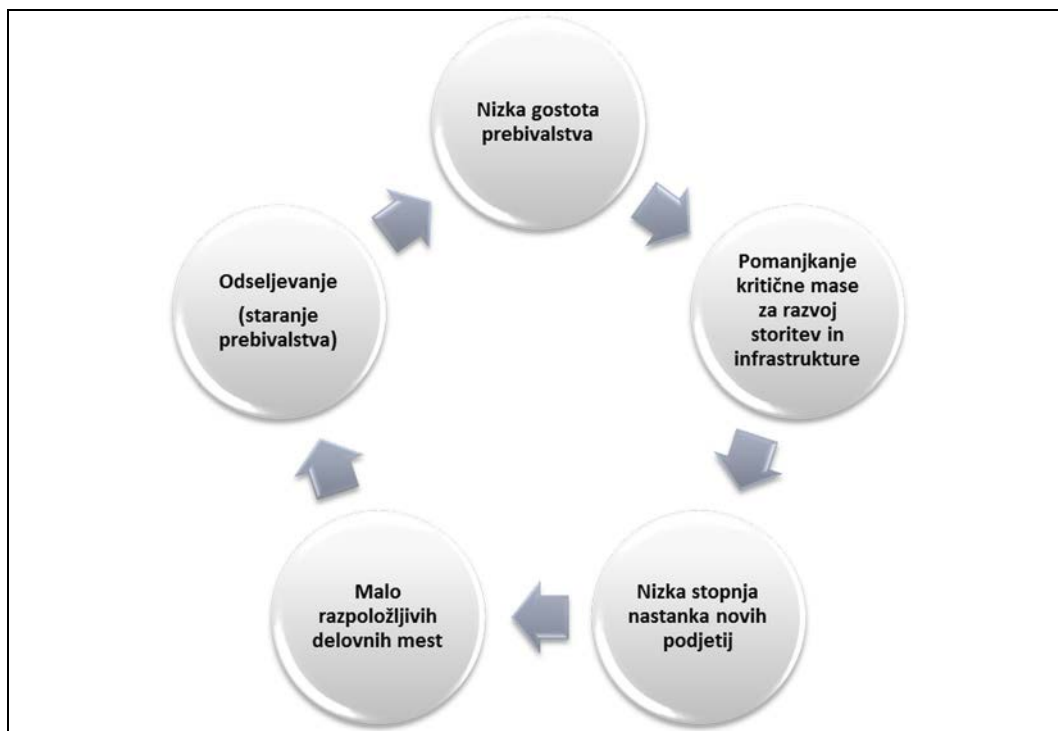 Nizka gostota
prebivalstva
Pomanjkanje
kritične mase
za razvoj
storitev in
infrastrukture
Nizka stopnja
nastanka novih
podjetij
Malo
razpoložljivih
delovnih mest
Odseljevanje
(staranje
prebivalstva)